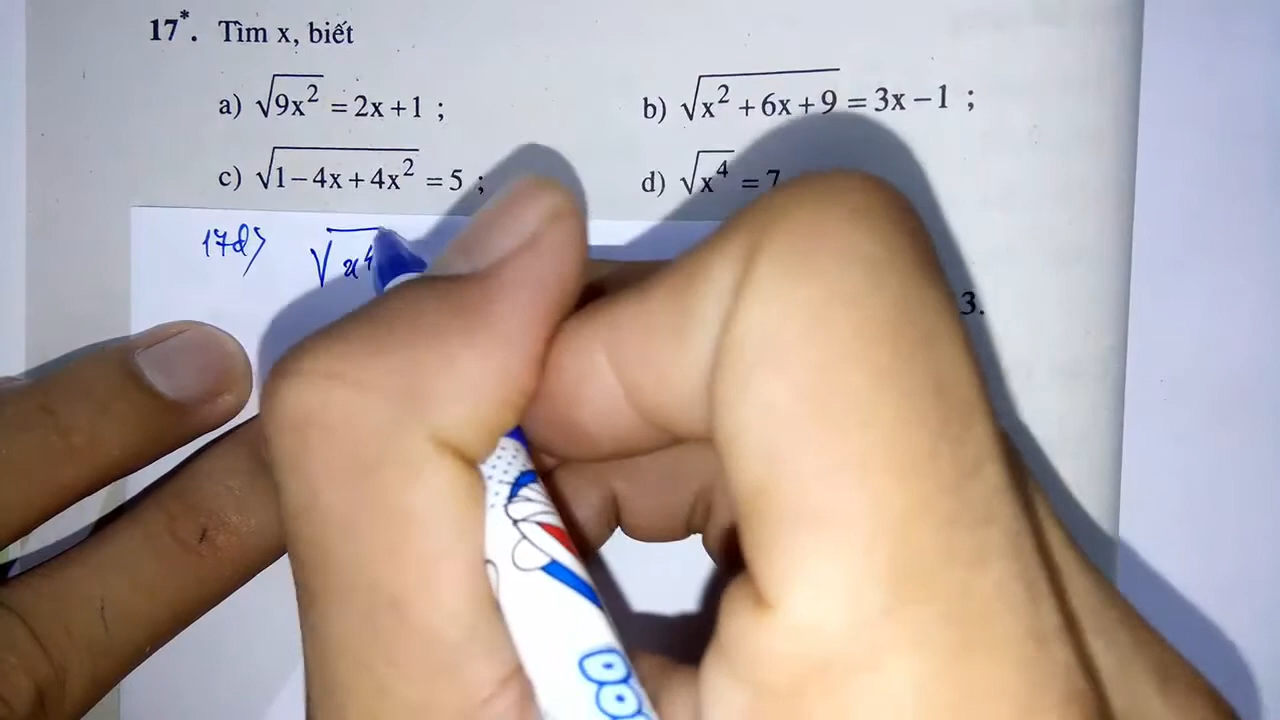 17*. Tìm x, biết
a) √9x² = 2x + 1 ; b) √x² + 6x + 9 = 3x − 1 ;
c) √1 − 4x + 4x² = 5 ; d) √x⁴ = 7
17d) √x⁴
3.
DO